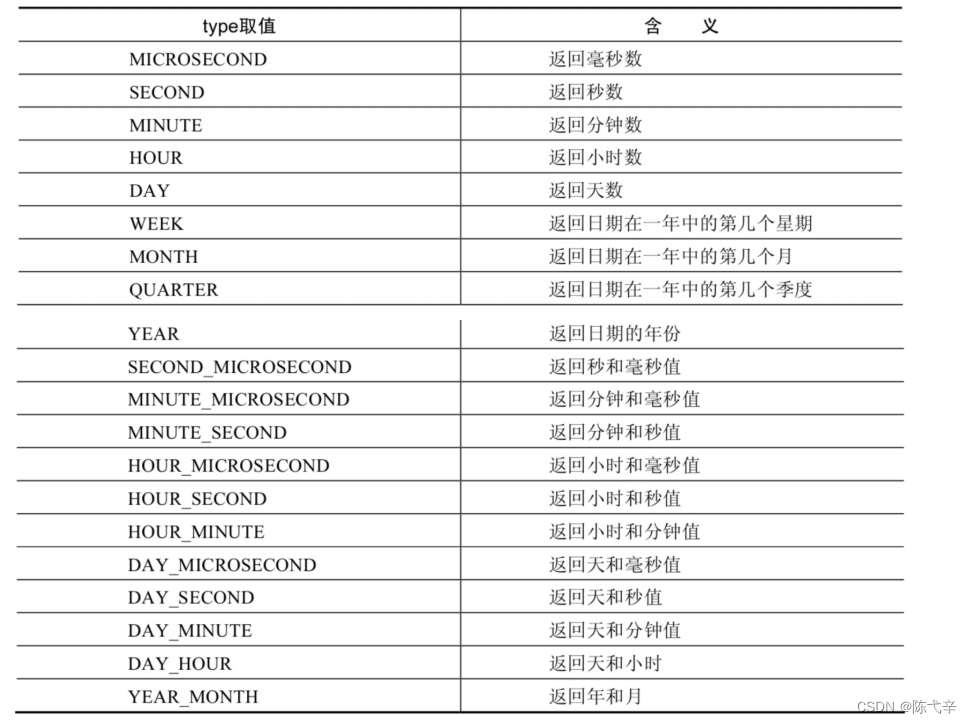 type取值 含 义
MICROSECOND 返回毫秒数
SECOND 返回秒数
MINUTE 返回分钟数
HOUR 返回小时数
DAY 返回天数
WEEK 返回日期在一年中的第几个星期
MONTH 返回日期在一年中的第几个月
QUARTER 返回日期在一年中的第几个季度
YEAR 返回日期的年份
SECOND_MICROSECOND 返回秒和毫秒值
MINUTE_MICROSECOND 返回分钟和毫秒值
MINUTE_SECOND 返回分钟和秒值
HOUR_MICROSECOND 返回小时和毫秒值
HOUR_SECOND 返回小时和秒值
HOUR_MINUTE 返回小时和分钟值
DAY_MICROSECOND 返回天和毫秒值
DAY_SECOND 返回天和秒值
DAY_MINUTE 返回天和分钟值
DAY_HOUR 返回天和小时
YEAR_MONTH 返回年和月
CSDN @陈弋辛